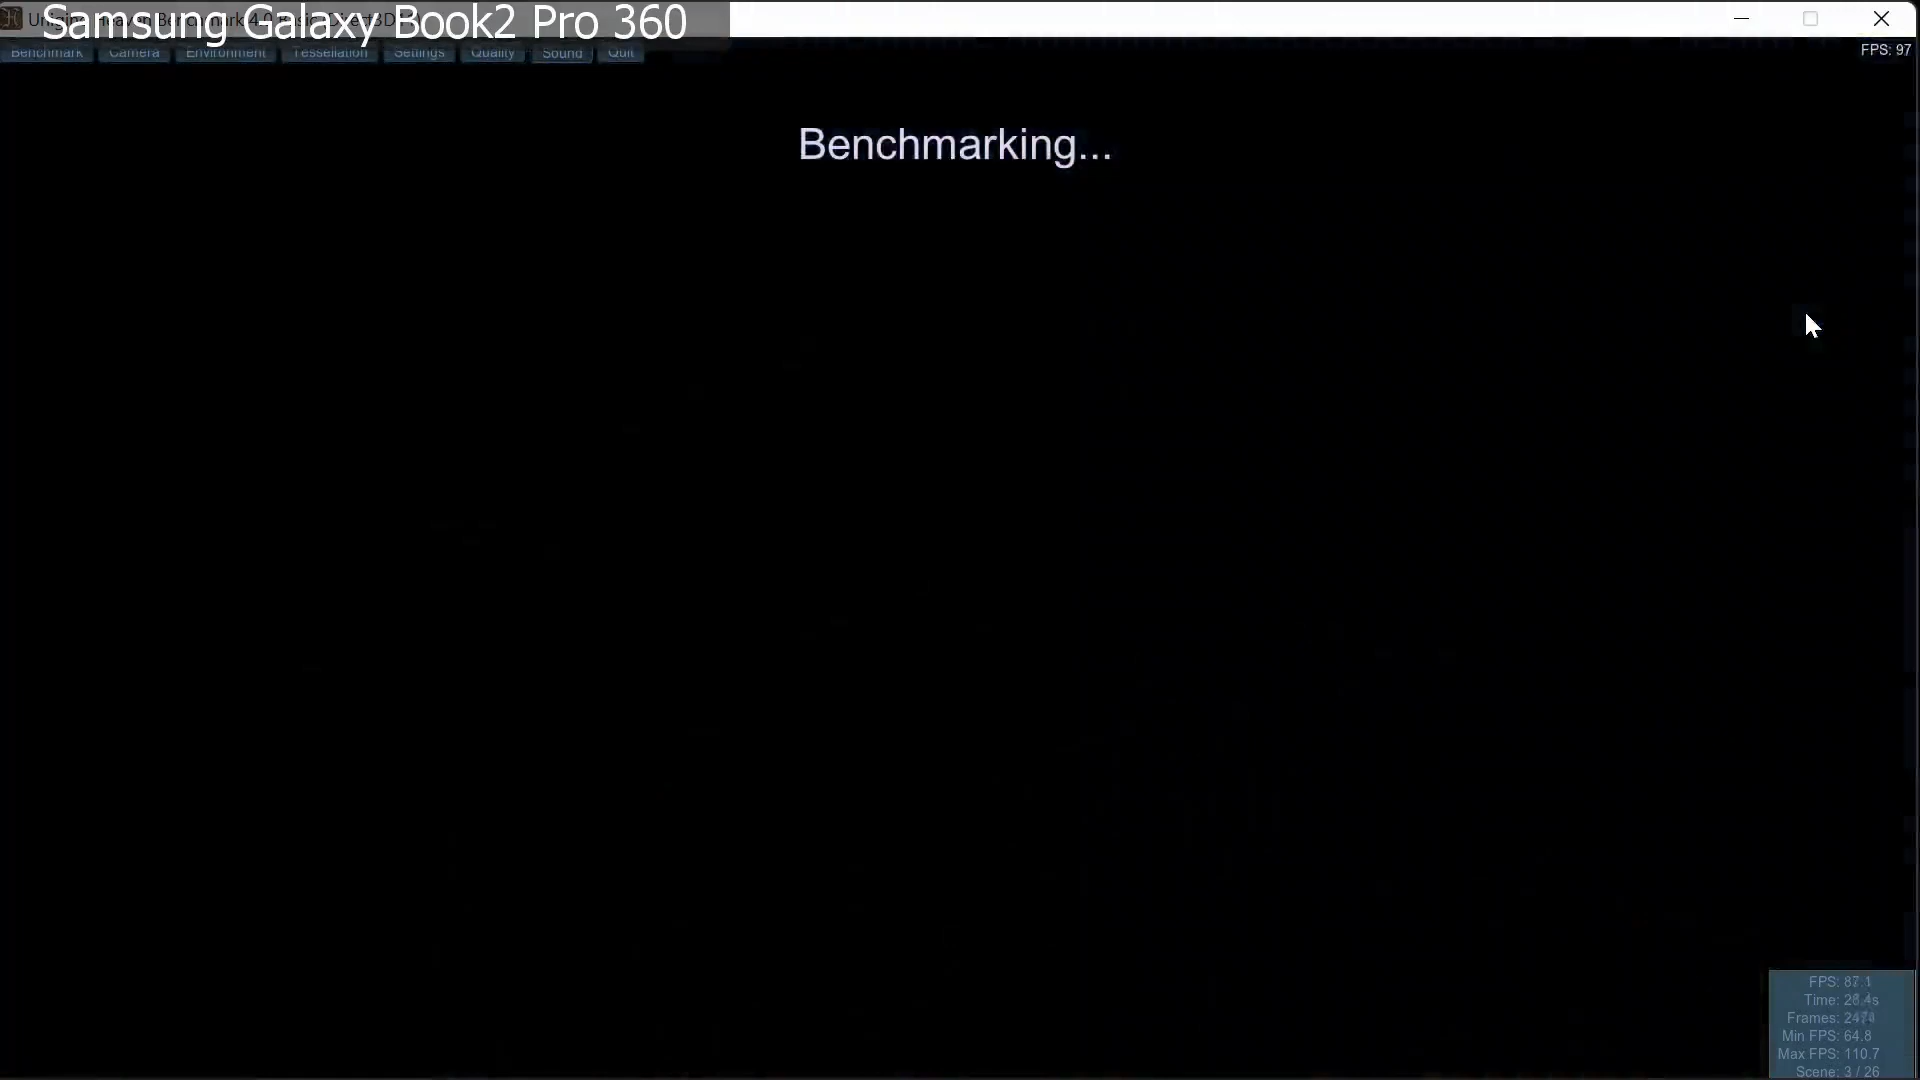 Samsung Galaxy Book2 Pro 360
Benchmark Camera Environment Tessellation Settings Quality Sound Quit
FPS: 97
Benchmarking...
FPS: 87.1
Time: 28.4s
Frames:
Min FPS: 64.8
Max FPS: 110.7
Scene: 3 / 26